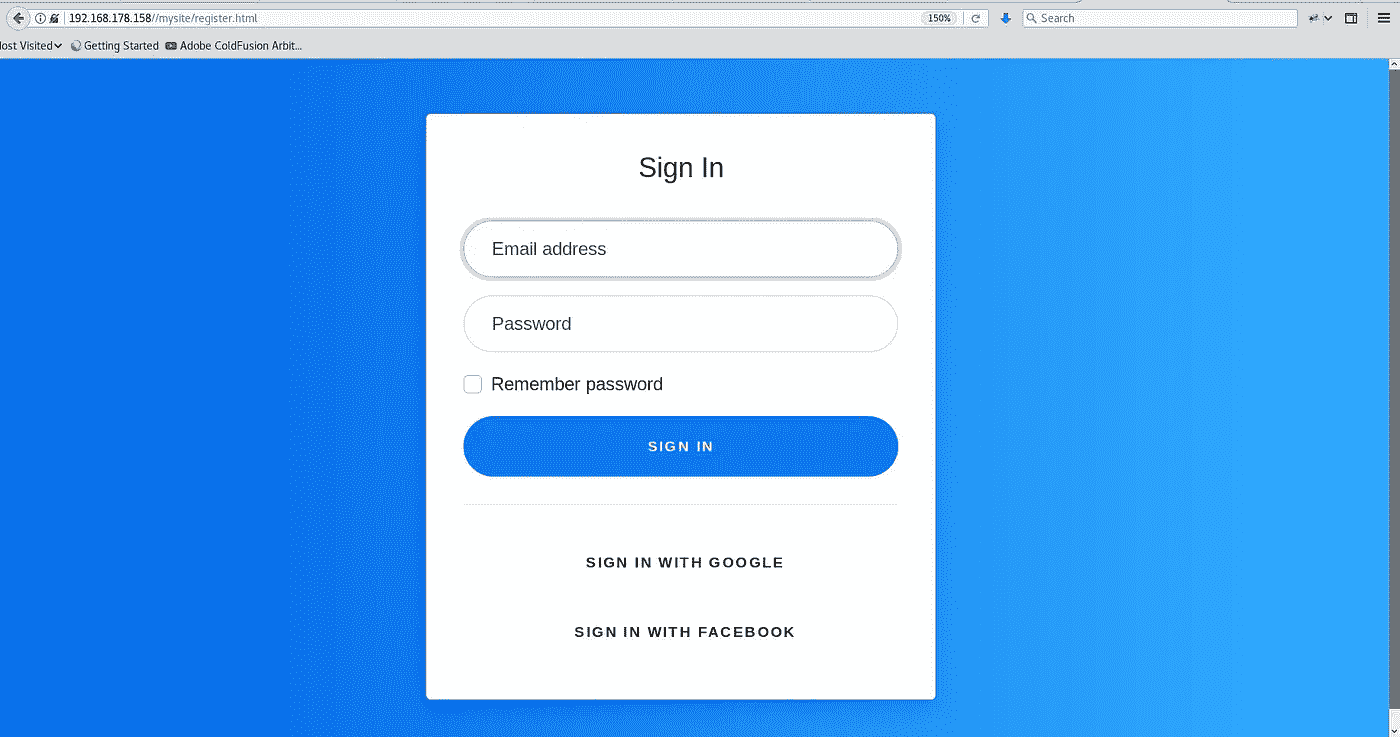 192.168.178.158//mysite/register.html
150%
Search
ost Visited
Getting Started
Adobe ColdFusion Arbit...
Sign In
Email address
Password
Remember password
SIGN IN
SIGN IN WITH GOOGLE
SIGN IN WITH FACEBOOK